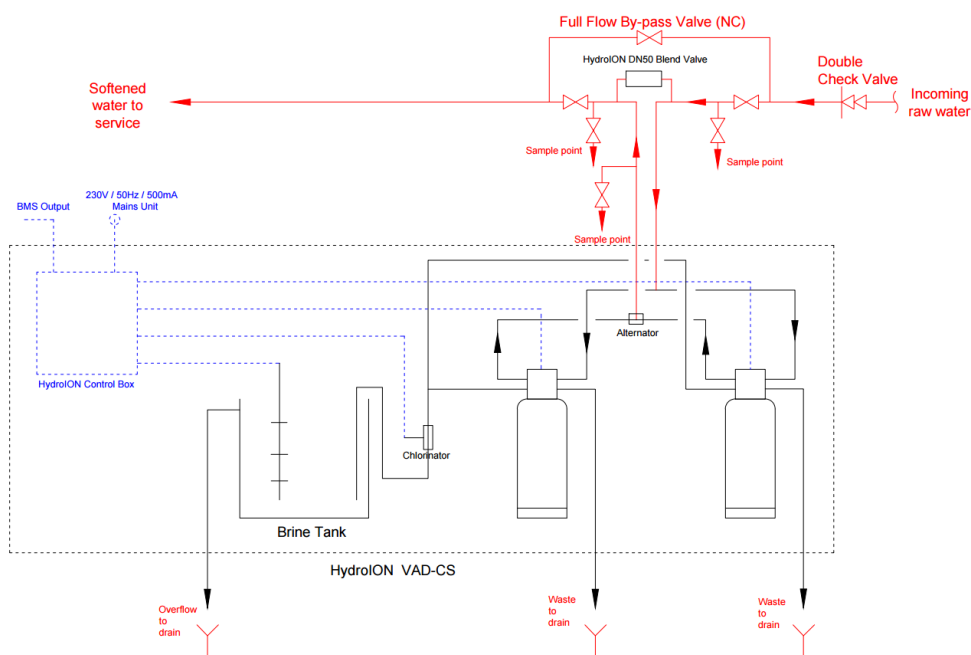 Full Flow By-pass Valve (NC)
HydroION DN50 Blend Valve
Double
Check Valve
Softened
water to
service
Incoming
raw water
Sample point
Sample point
Sample point
230V / 50Hz / 500mA
Mains Unit
BMS Output
Alternator
HydroION Control Box
Chlorinator
Brine Tank
HydroION VAD-CS
Overflow
to
drain
Waste
to
drain
Waste
to
drain